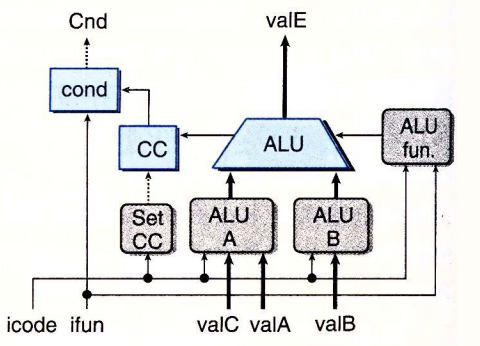 Cnd
valE
cond
CC
ALU
ALU
fun.
Set
CC
ALU
A
ALU
B
icode
ifun
valC
valA
valB